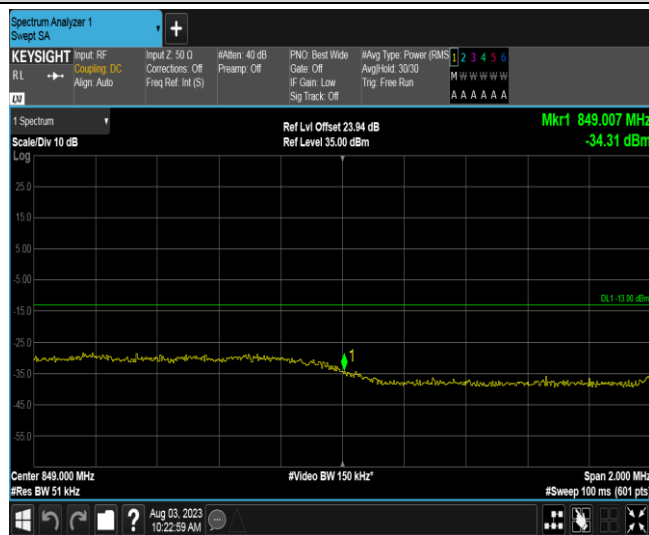 Spectrum Analyzer 1
Swept SA
+
KEYSIGHT
RL
LXI
Input: RF
Coupling: DC
Align: Auto
Input Z: 50 Ω
Corrections: Off
Freq Ref: Int (S)
#Atten: 40 dB
Preamp: Off
PNO: Best Wide
Gate: Off
IF Gain: Low
Sig Track: Off
#Avg Type: Power (RMS
Avg|Hold: 30/30
Trig: Free Run
1 2 3 4 5 6
M W W W W W
A A A A A A
1 Spectrum
Scale/Div 10 dB
Log
Ref Lvl Offset 23.94 dB
Ref Level 35.00 dBm
Mkr1 849.007 MHz
-34.31 dBm
25.0
15.0
5.00
-5.00
DL1 -13.00 dBm
-15.0
-25.0
1
-35.0
-45.0
-55.0
Center 849.000 MHz
#Res BW 51 kHz
#Video BW 150 kHz*
Span 2.000 MHz
#Sweep 100 ms (601 pts)
?
Aug 03, 2023
10:22:59 AM